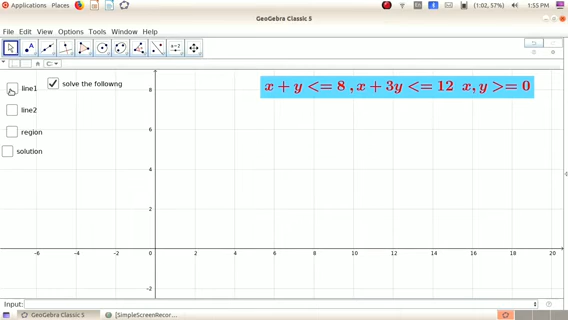 Applications Places En (1:02, 57%) 1:55 PM
GeoGebra Classic 5
File Edit View Options Tools Window Help
A a=2
C:
line1 solve the followng x + y <= 8 , x + 3y <= 12 x, y >= 0
line2
region
solution
8
6
4
2
-6 -4 -2 0 2 4 6 8 10 12 14 16 18 20
-2
Input:
GeoGebra Classic 5 [SimpleScreenRecor...